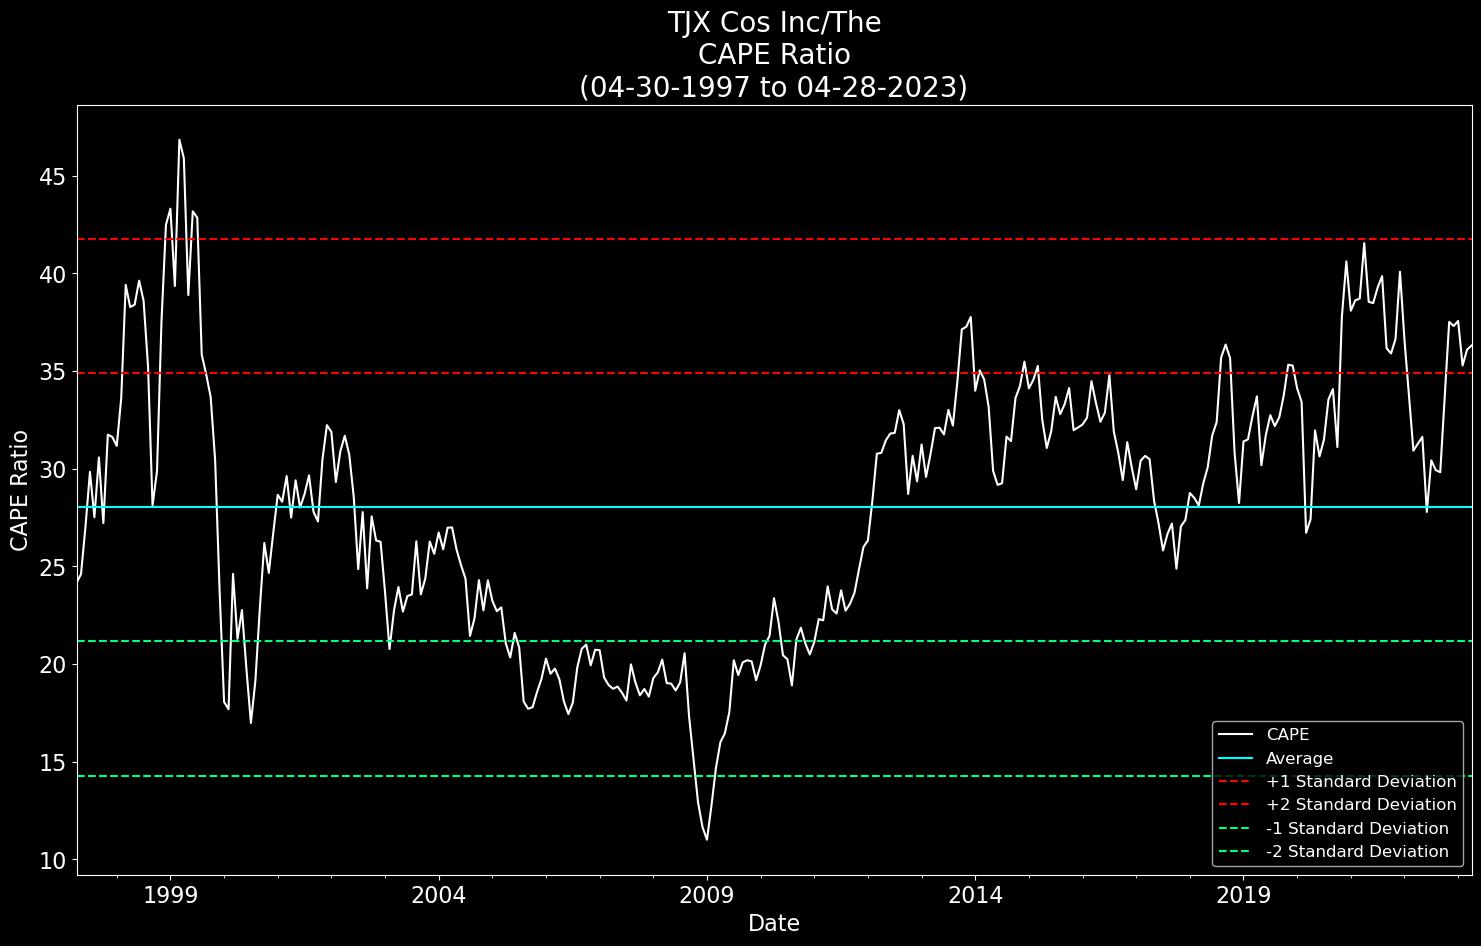 TJX Cos Inc/The
CAPE Ratio
(04-30-1997 to 04-28-2023)
CAPE Ratio
45
40
35
30
25
20
15
10
CAPE
Average
+1 Standard Deviation
+2 Standard Deviation
-1 Standard Deviation
-2 Standard Deviation
1999 2004 2009 2014 2019
Date